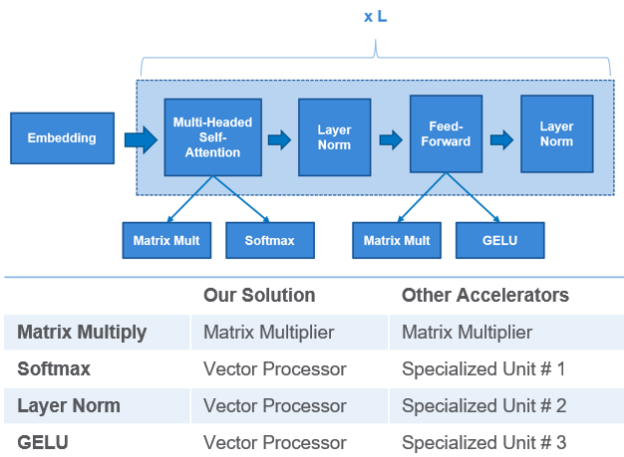 x L
Embedding
Multi-Headed
Self-
Attention
Layer
Norm
Feed-
Forward
Layer
Norm
Matrix Mult
Softmax
Matrix Mult
GELU
Our Solution Other Accelerators
Matrix Multiply Matrix Multiplier Matrix Multiplier
Softmax Vector Processor Specialized Unit # 1
Layer Norm Vector Processor Specialized Unit # 2
GELU Vector Processor Specialized Unit # 3